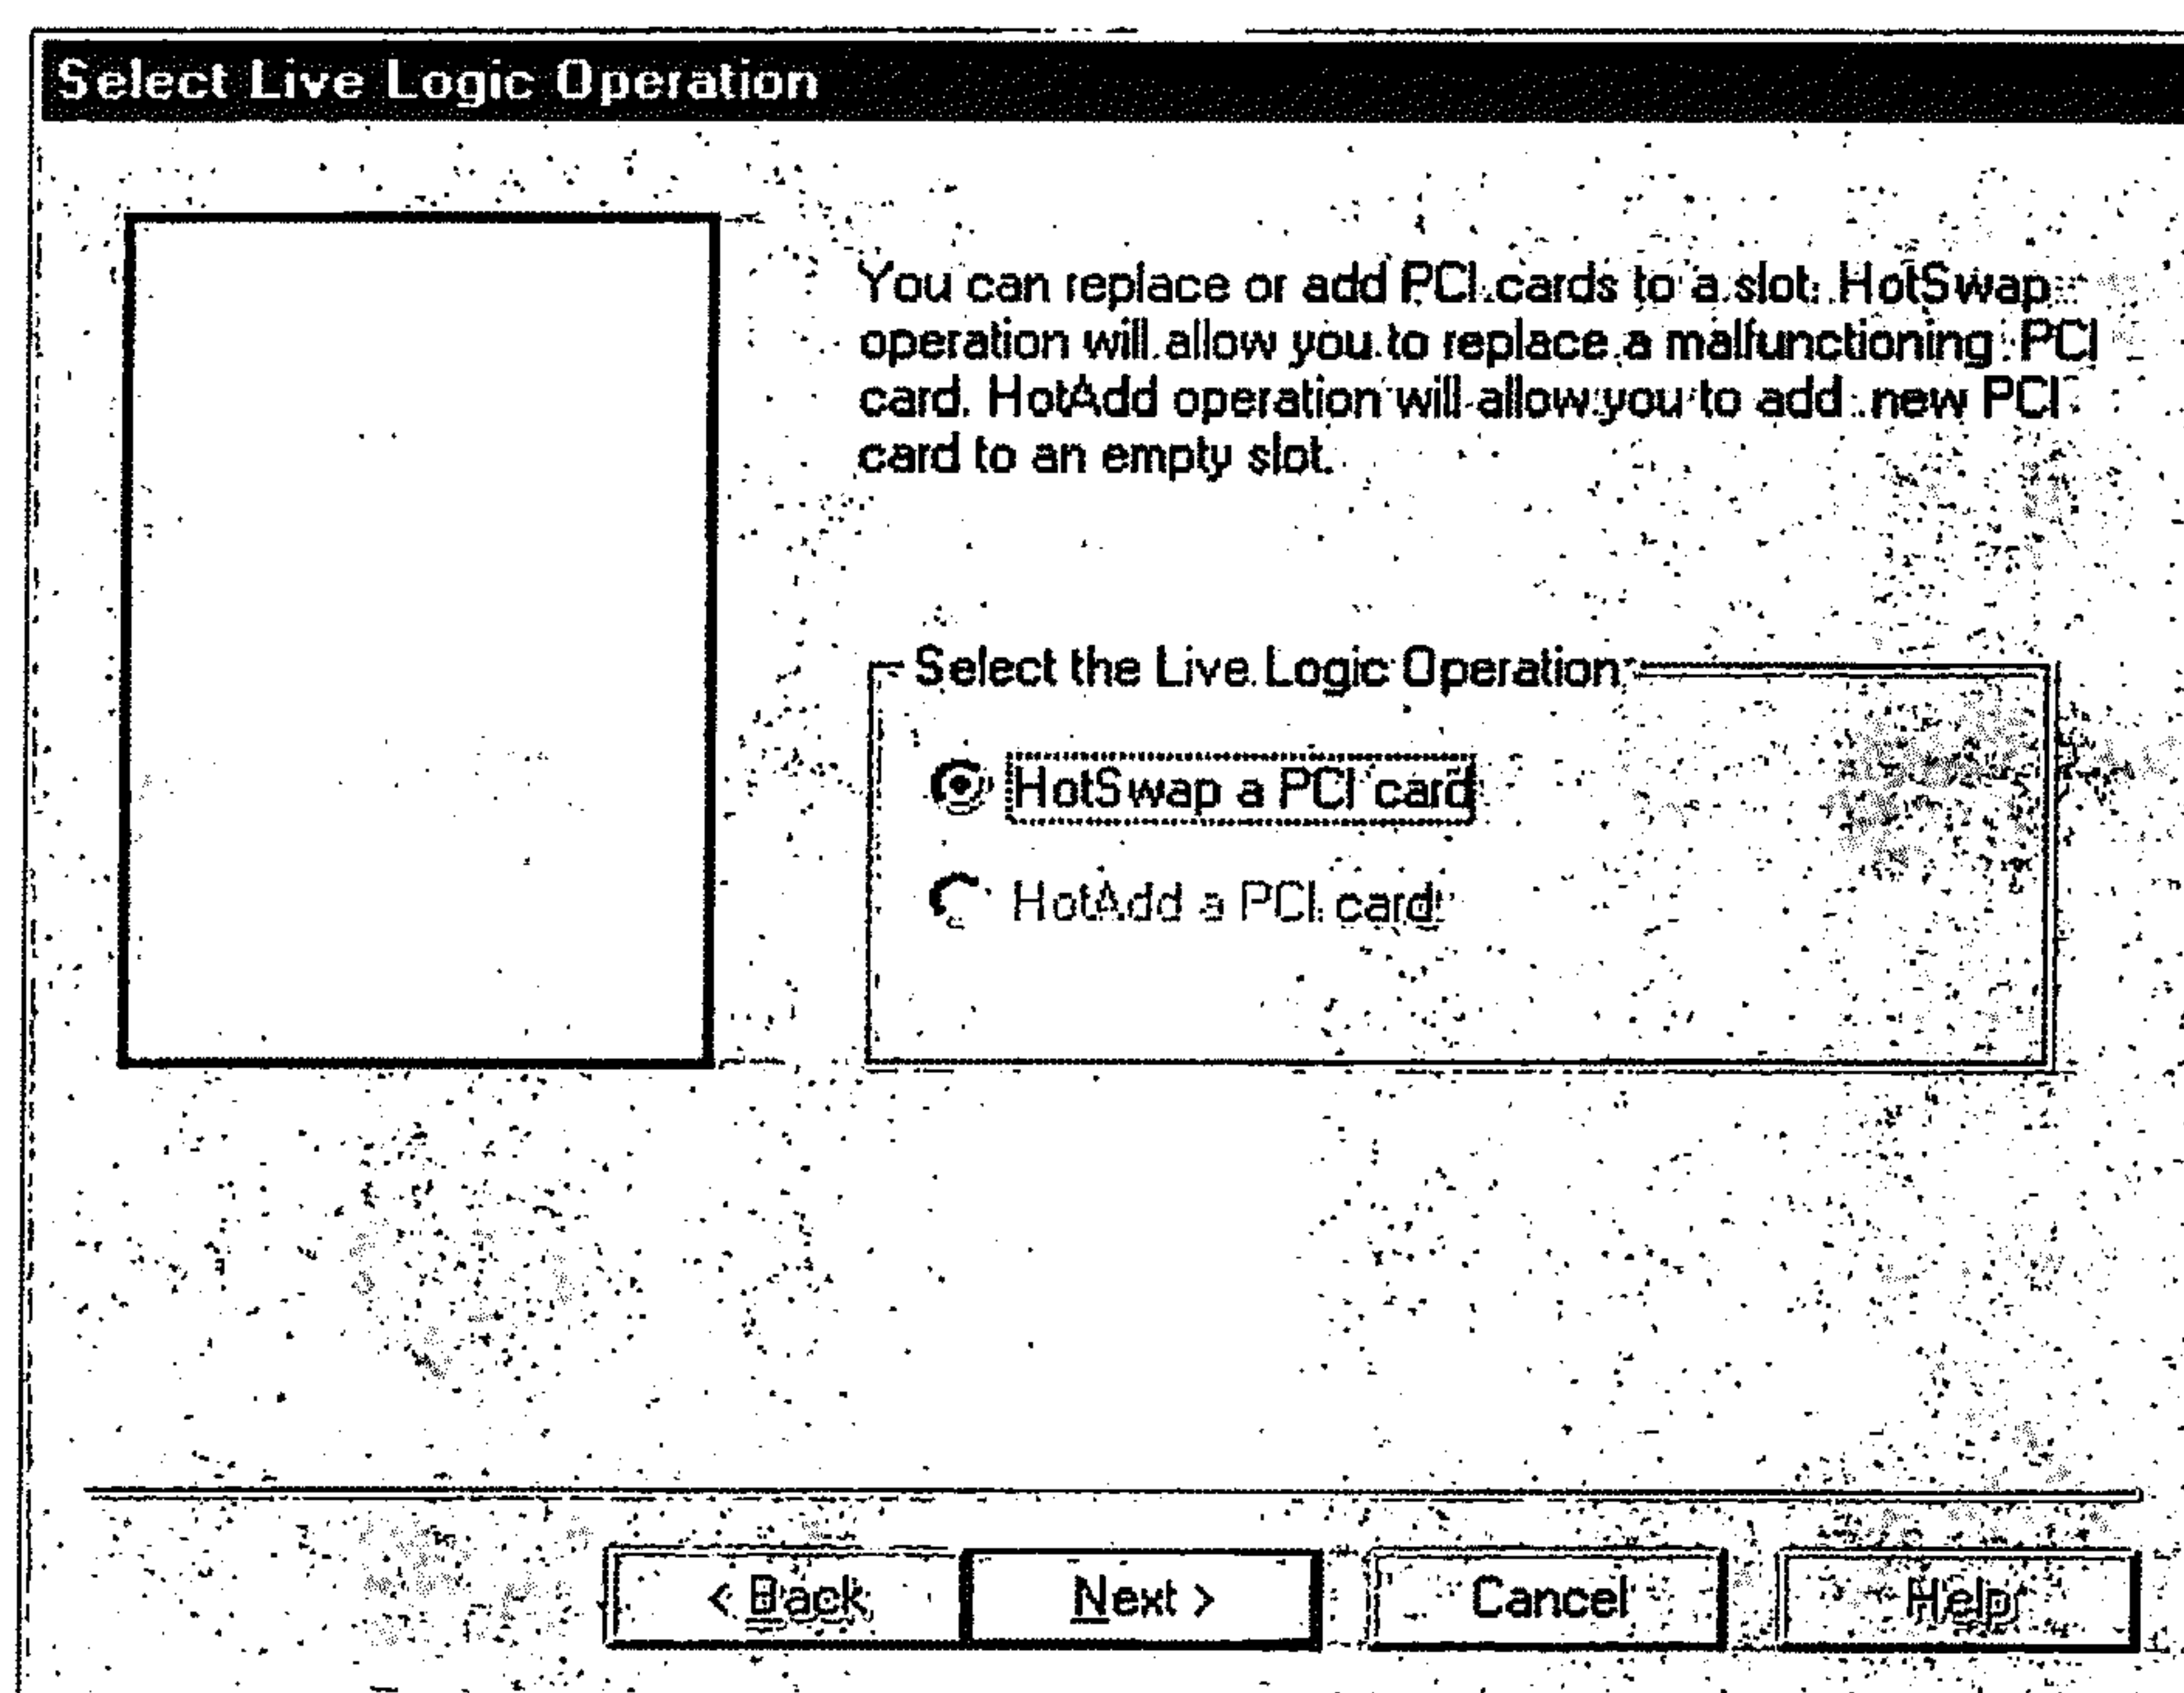 Select Live Logic Operation
You can replace or add PCI cards to a slot. HotSwap
operation will allow you to replace a malfunctioning PCI
card. HotAdd operation will allow you to add new PCI
card to an empty slot.
Select the Live Logic Operation
HotSwap a PCI card
HotAdd a PCI card
< Back
Next >
Cancel
Help